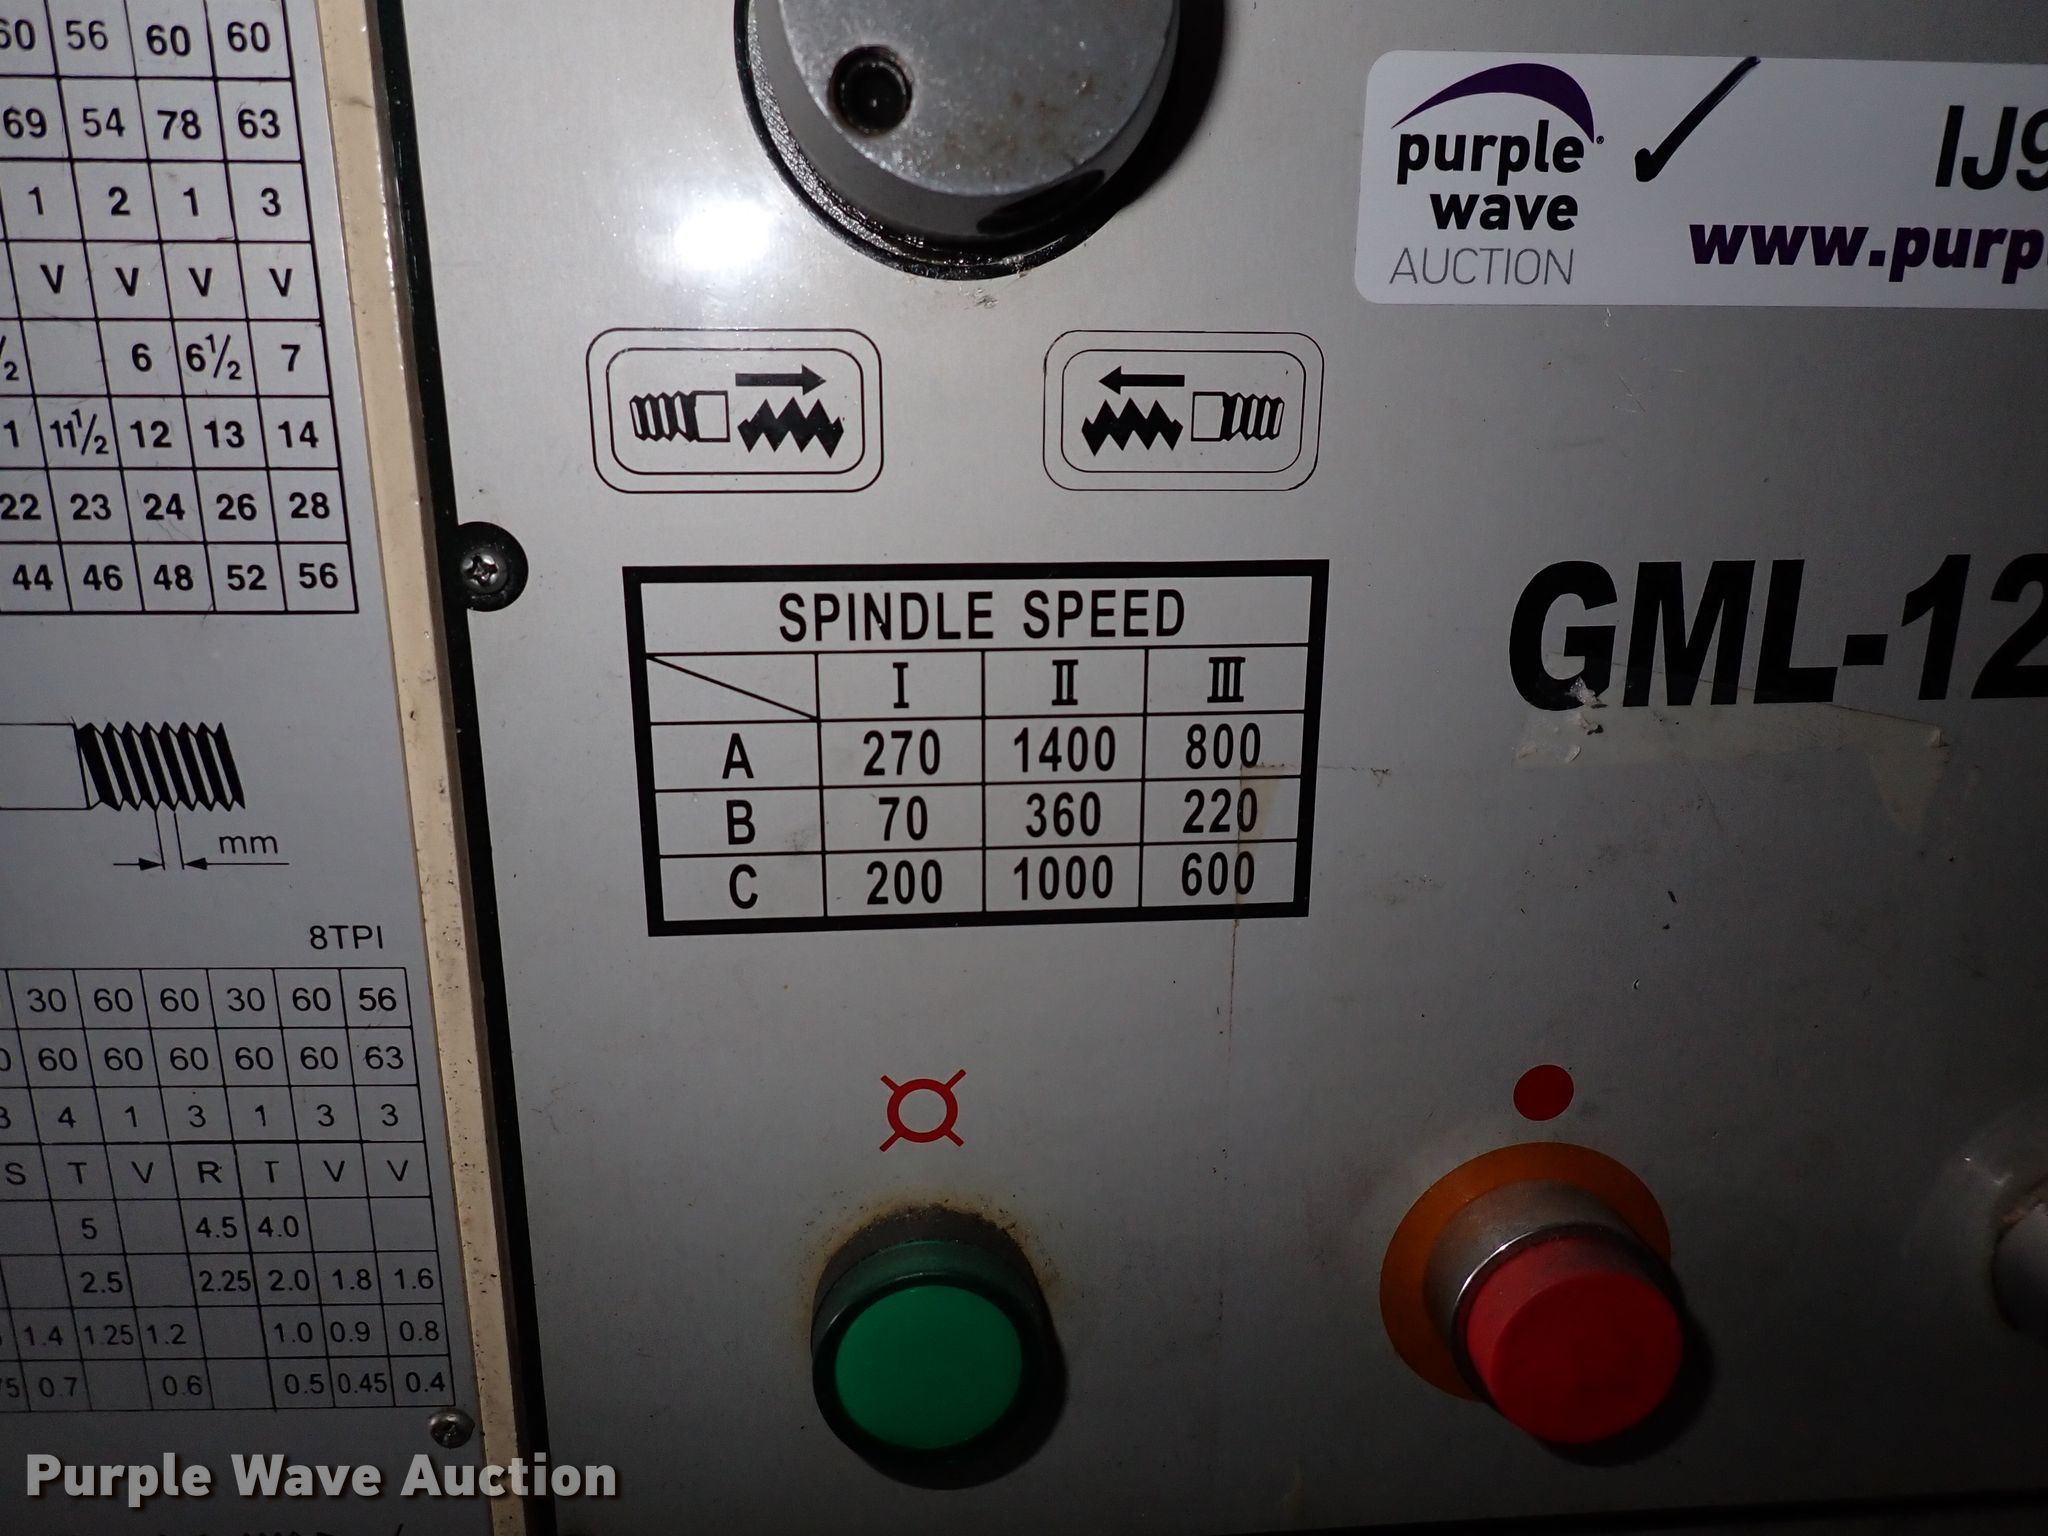 60 56 60 60
69 54 78 63
1 2 1 3
V V V V
6 6½ 7
11½ 12 13 14
22 23 24 26 28
44 46 48 52 56
mm
8TPI
30 60 60 30 60 56
60 60 60 60 60 63
4 1 3 1 3 3
S T V R T V V
5 4.5 4.0
2.5 2.25 2.0 1.8 1.6
1.4 1.25 1.2 1.0 0.9 0.8
0.7 0.6 0.5 0.45 0.4
purple
wave
AUCTION
IJ9
www.purp
SPINDLE SPEED
I II III
A 270 1400 800
B 70 360 220
C 200 1000 600
GML-12
Purple Wave Auction